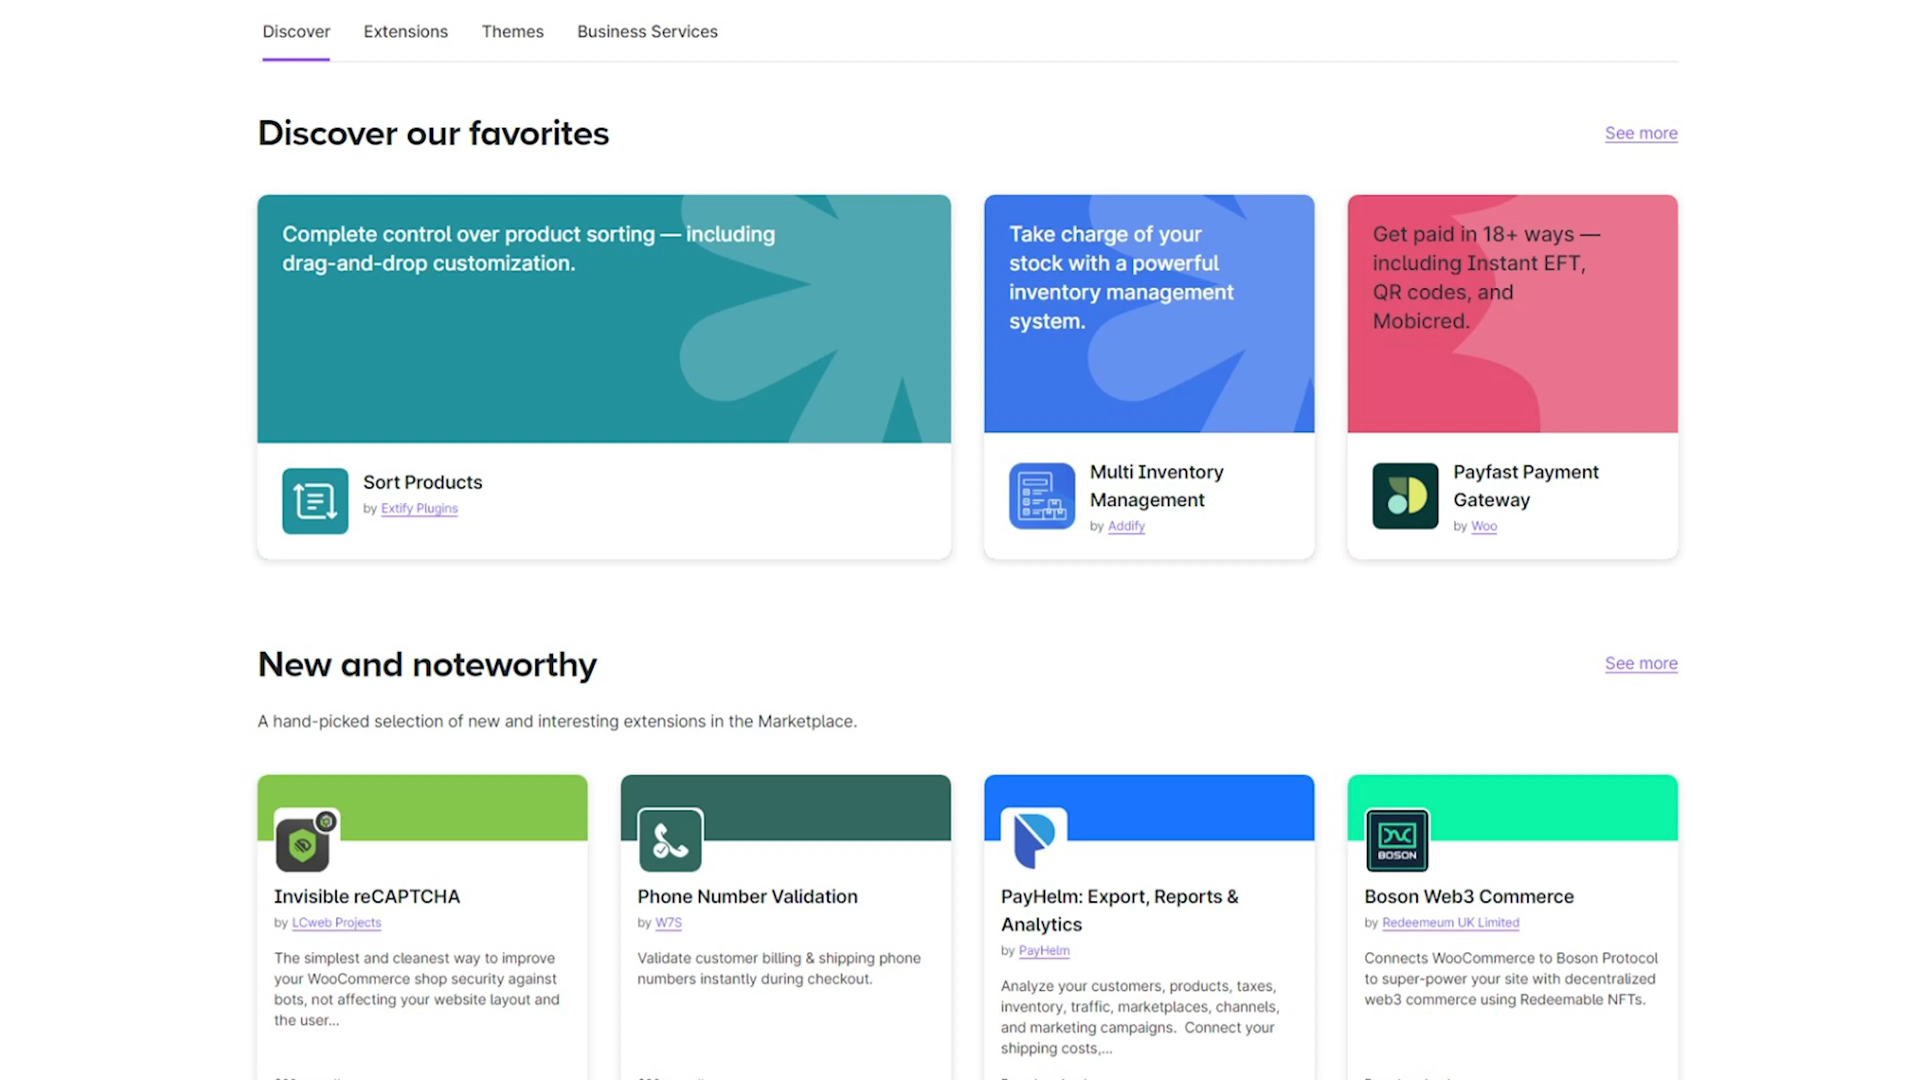 Discover
Extensions
Themes
Business Services
Discover our favorites
See more
Complete control over product sorting — including
drag-and-drop customization.
Sort Products
by Extify Plugins
Take charge of your
stock with a powerful
inventory management
system.
Multi Inventory
Management
by Addify
Get paid in 18+ ways —
including Instant EFT,
QR codes, and
Mobicred.
Payfast Payment
Gateway
by Woo
New and noteworthy
See more
A hand-picked selection of new and interesting extensions in the Marketplace.
Invisible reCAPTCHA
by LCweb Projects
The simplest and cleanest way to improve
your WooCommerce shop security against
bots, not affecting your website layout and
the user...
Phone Number Validation
by W7S
Validate customer billing & shipping phone
numbers instantly during checkout.
PayHelm: Export, Reports &
Analytics
by PayHelm
Analyze your customers, products, taxes,
inventory, traffic, marketplaces, channels,
and marketing campaigns. Connect your
shipping costs,...
BOSON
Boson Web3 Commerce
by Redeemeum UK Limited
Connects WooCommerce to Boson Protocol
to super-power your site with decentralized
web3 commerce using Redeemable NFTs.